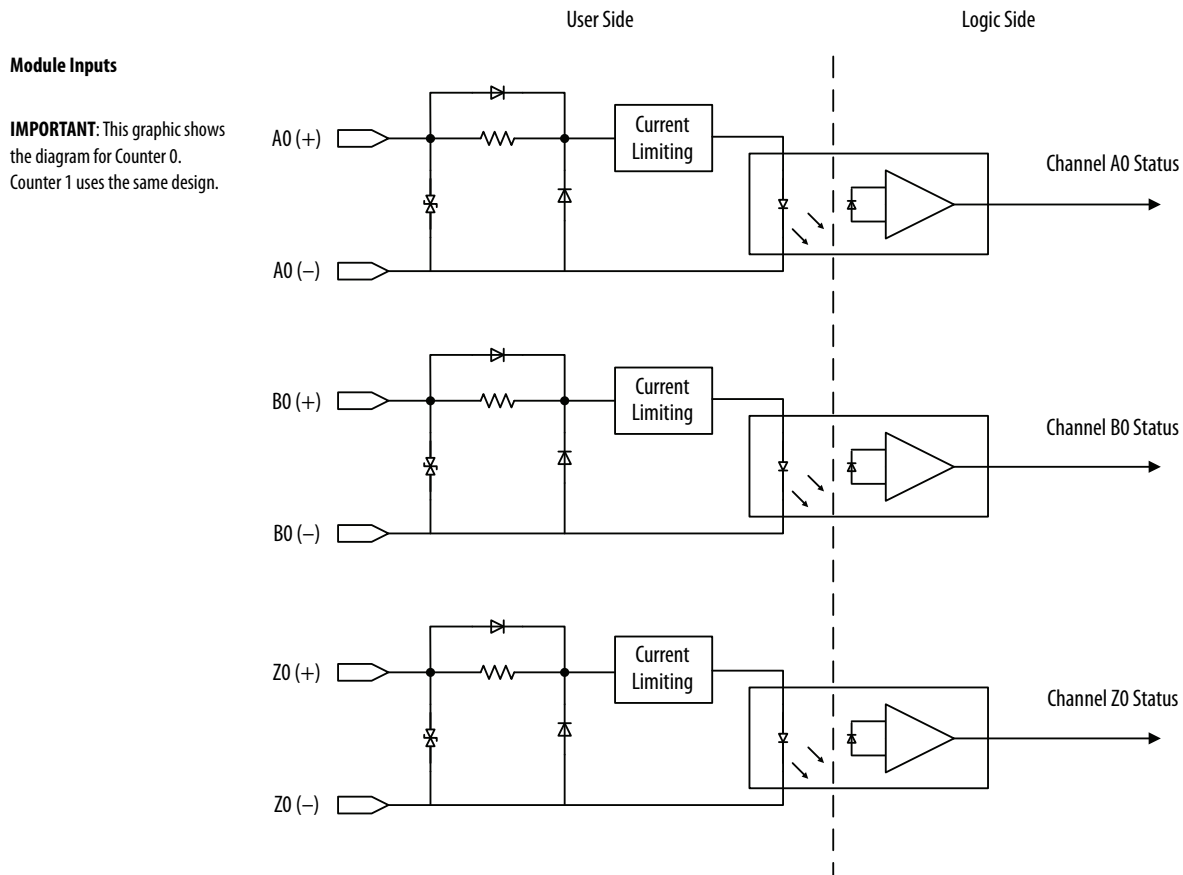 User Side
Logic Side
Module Inputs
IMPORTANT: This graphic shows
the diagram for Counter 0.
Counter 1 uses the same design.
A0 (+)
Current
Limiting
Channel A0 Status
A0 (−)
B0 (+)
Current
Limiting
Channel B0 Status
B0 (−)
Z0 (+)
Current
Limiting
Channel Z0 Status
Z0 (−)